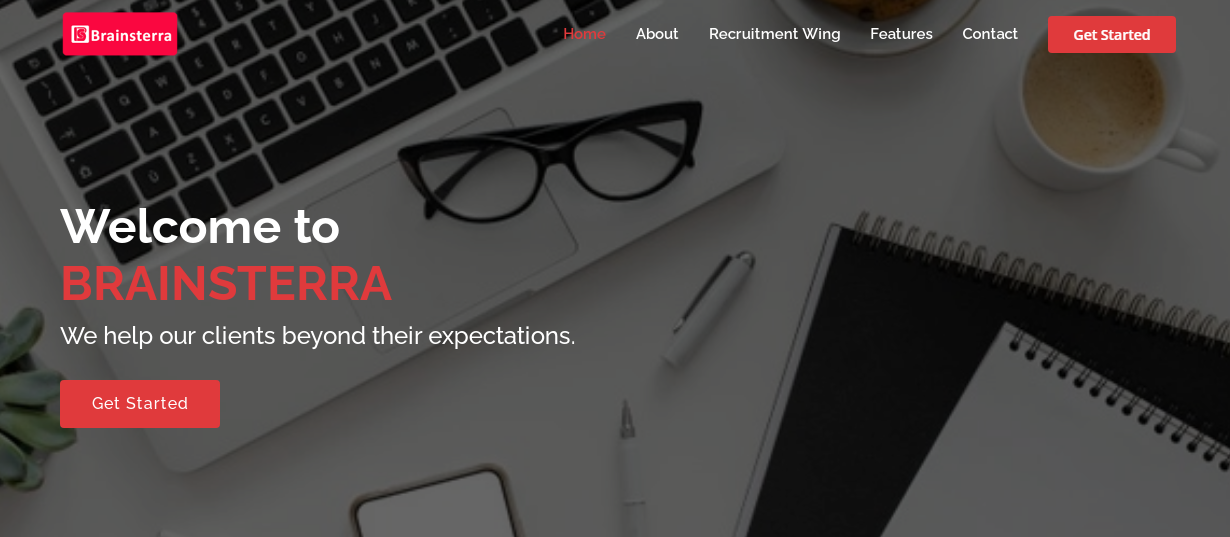 Brainsterra
Home About Recruitment Wing Features Contact Get Started
Welcome to
BRAINSTERRA
We help our clients beyond their expectations.
Get Started